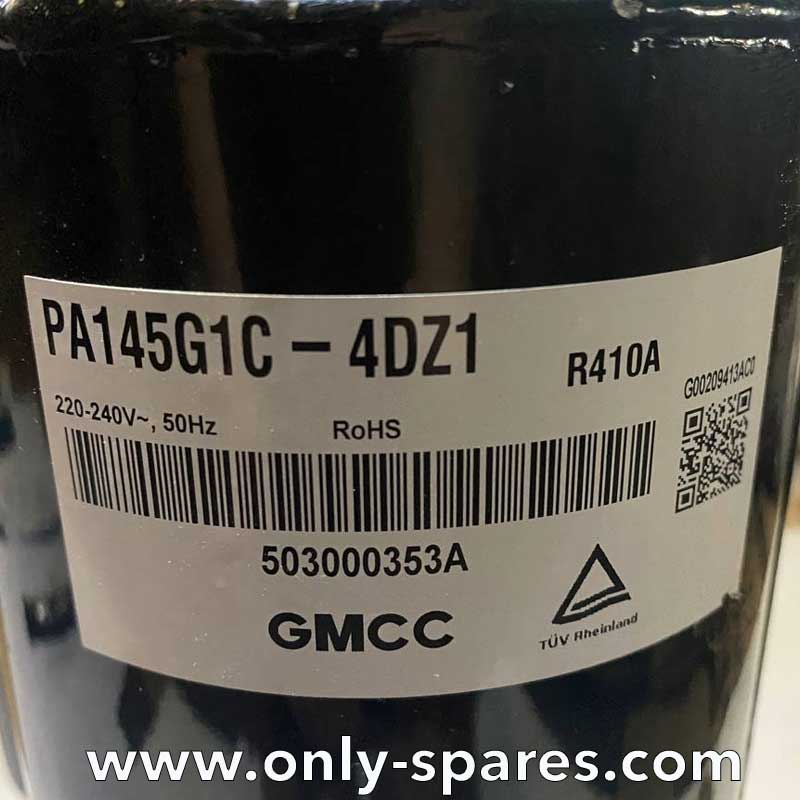 PA145G1C - 4DZ1
R410A
G00209413AC0
220-240V~, 50Hz
RoHS
503000353A
GMCC
TÜV Rheinland
www.only-spares.com